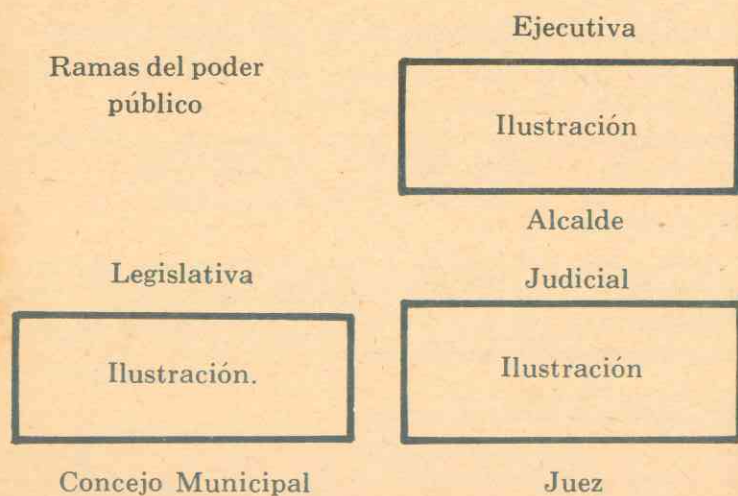 Ramas del poder
público
Ejecutiva
Ilustración
Alcalde
Legislativa
Ilustración.
Concejo Municipal
Judicial
Ilustración
Juez